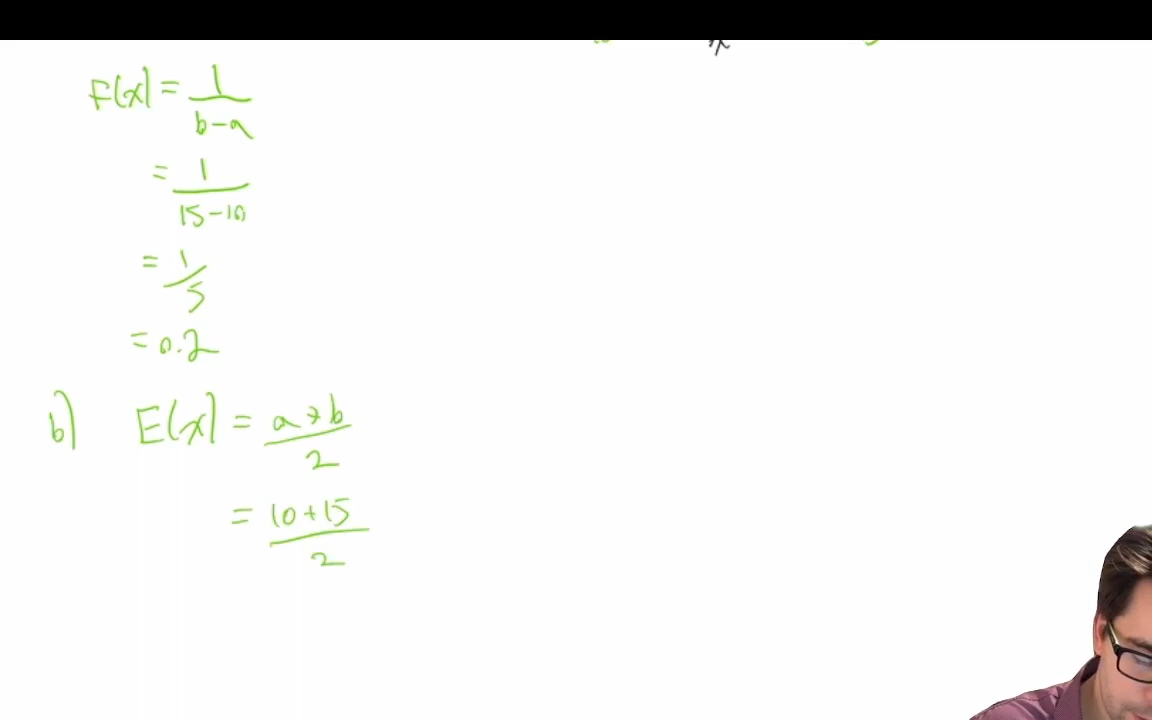 F(x) = 1
b-a
= 1
15-10
= 1/5
= 0.2
b) E(x) = a+b
2
= 10+15
2